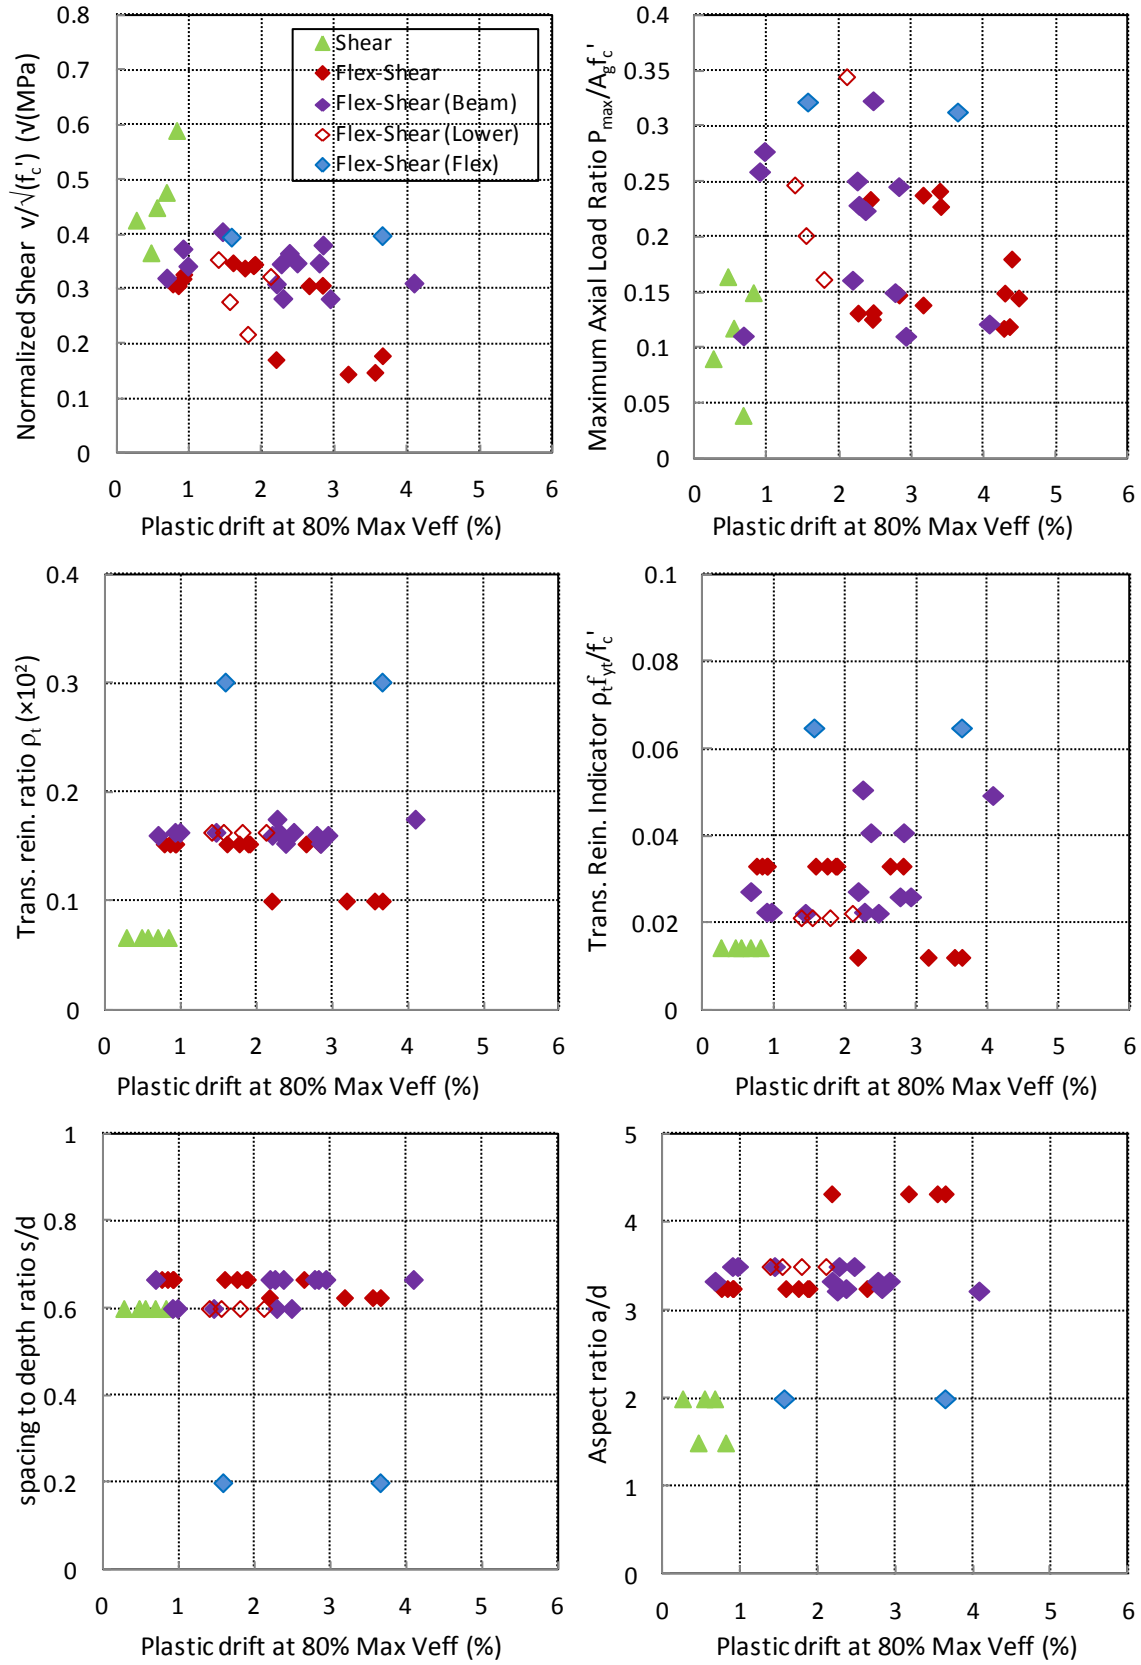 Normalized Shear v/√(fc') (√(MPa)
0.8
0.7
0.6
0.5
0.4
0.3
0.2
0.1
0
Shear
Flex-Shear
Flex-Shear (Beam)
Flex-Shear (Lower)
Flex-Shear (Flex)
0 1 2 3 4 5 6
Plastic drift at 80% Max Veff (%)
Maximum Axial Load Ratio Pmax/Agfc'
0.4
0.35
0.3
0.25
0.2
0.15
0.1
0.05
0
0 1 2 3 4 5 6
Plastic drift at 80% Max Veff (%)
Trans. rein. ratio ρt (×10²)
0.4
0.3
0.2
0.1
0
0 1 2 3 4 5 6
Plastic drift at 80% Max Veff (%)
Trans. Rein. Indicator ρtfyt/fc'
0.1
0.08
0.06
0.04
0.02
0
0 1 2 3 4 5 6
Plastic drift at 80% Max Veff (%)
spacing to depth ratio s/d
1
0.8
0.6
0.4
0.2
0
0 1 2 3 4 5 6
Plastic drift at 80% Max Veff (%)
Aspect ratio a/d
5
4
3
2
1
0
0 1 2 3 4 5 6
Plastic drift at 80% Max Veff (%)